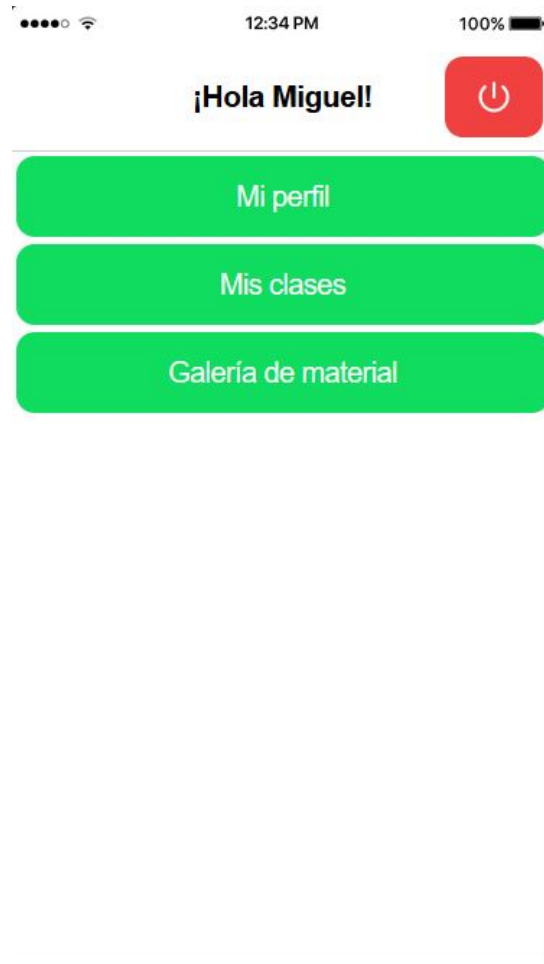 12:34 PM
100%
¡Hola Miguel!
Mi perfil
Mis clases
Galería de material